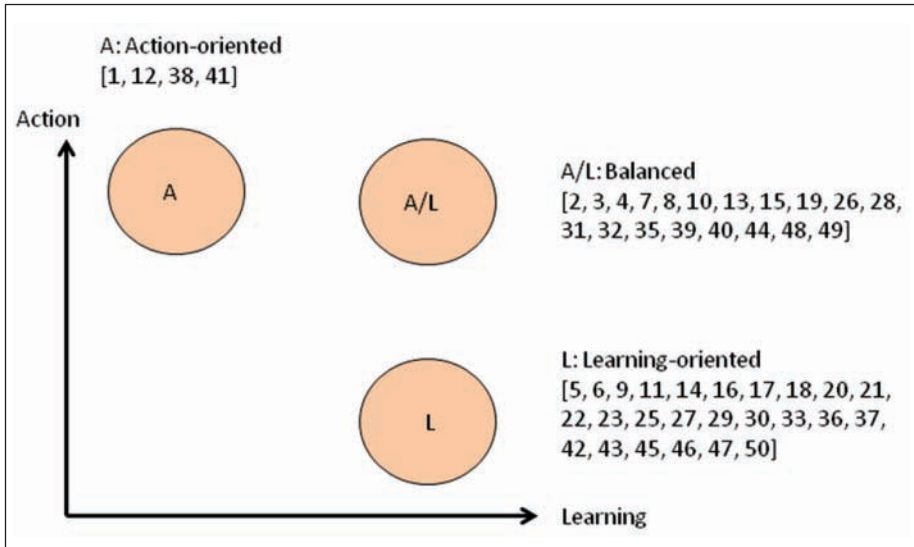 A: Action-oriented
[1, 12, 38, 41]
Action
A
A/L
A/L: Balanced
[2, 3, 4, 7, 8, 10, 13, 15, 19, 26, 28,
31, 32, 35, 39, 40, 44, 48, 49]
L
L: Learning-oriented
[5, 6, 9, 11, 14, 16, 17, 18, 20, 21,
22, 23, 25, 27, 29, 30, 33, 36, 37,
42, 43, 45, 46, 47, 50]
Learning